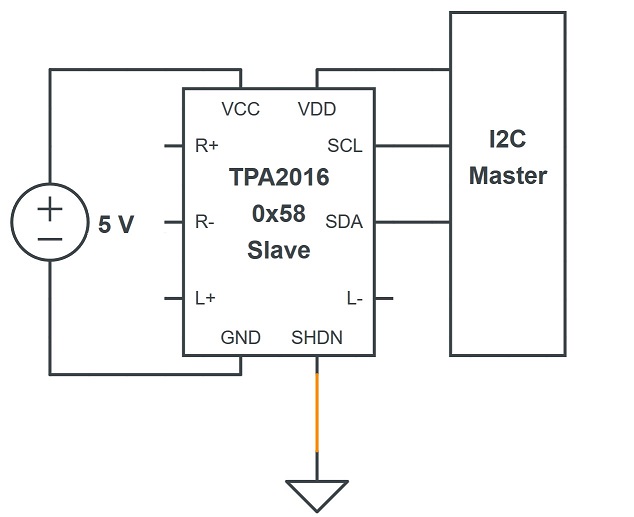 VCC VDD
R+ SCL
TPA2016
0x58
Slave
R- SDA
L+ L-
GND SHDN
5 V
I2C
Master